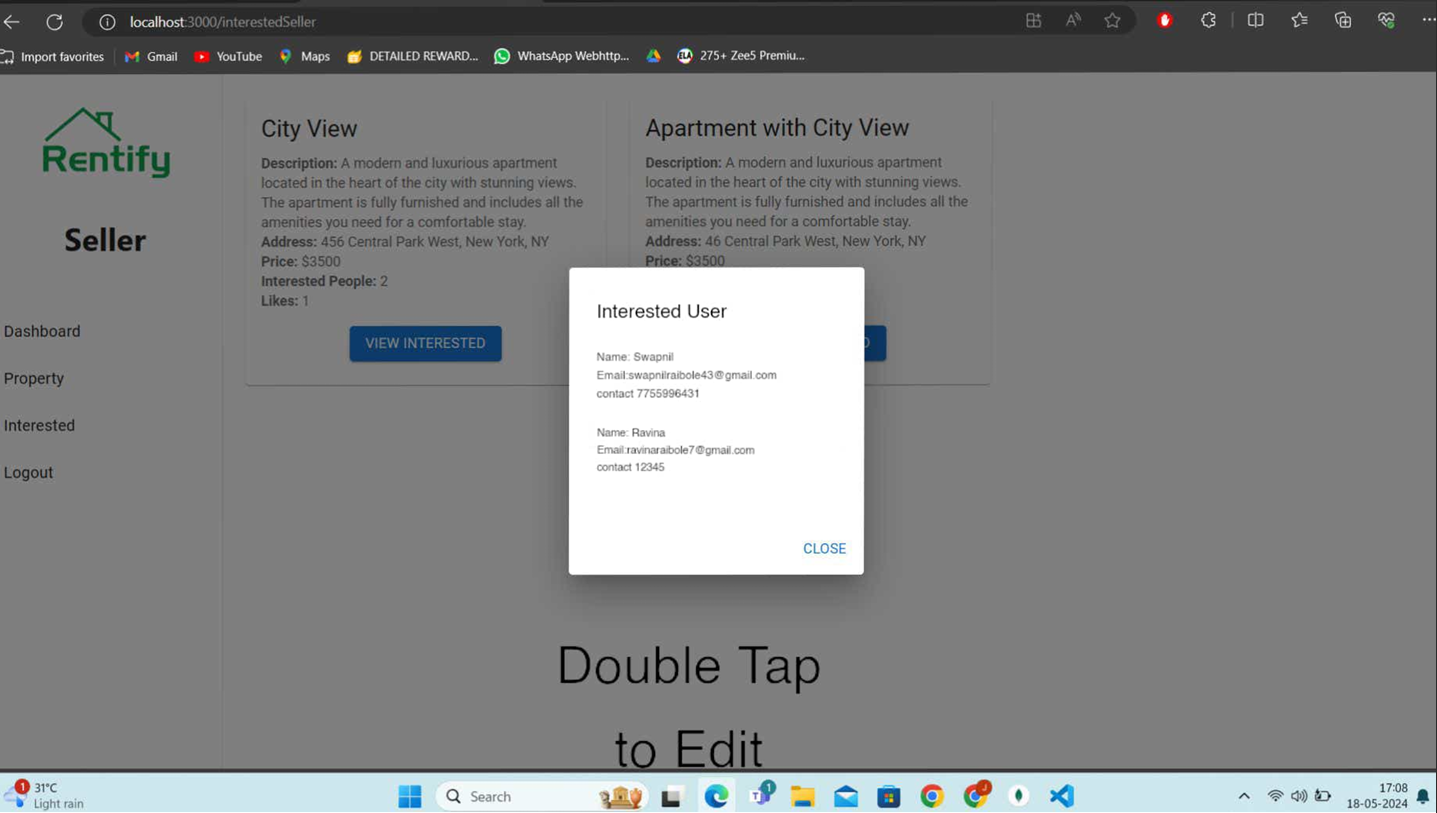 localhost:3000/interestedSeller
Import favorites
Gmail
YouTube
Maps
DETAILED REWARD...
WhatsApp Webhttp...
275+ Zee5 Premiu...
Rentify
Seller
Dashboard
Property
Interested
Logout
City View
Description: A modern and luxurious apartment
located in the heart of the city with stunning views.
The apartment is fully furnished and includes all the
amenities you need for a comfortable stay.
Address: 456 Central Park West, New York, NY
Price: $3500
Interested People: 2
Likes: 1
VIEW INTERESTED
Apartment with City View
Description: A modern and luxurious apartment
located in the heart of the city with stunning views.
The apartment is fully furnished and includes all the
amenities you need for a comfortable stay.
Address: 46 Central Park West, New York, NY
Price: $3500
D
Interested User
Name: Swapnil
Email:swapnilraibole43@gmail.com
contact 7755996431
Name: Ravina
Email:ravinaraibole7@gmail.com
contact 12345
CLOSE
Double Tap
to Edit
1
31°C
Light rain
Search
1
J
17:08
18-05-2024